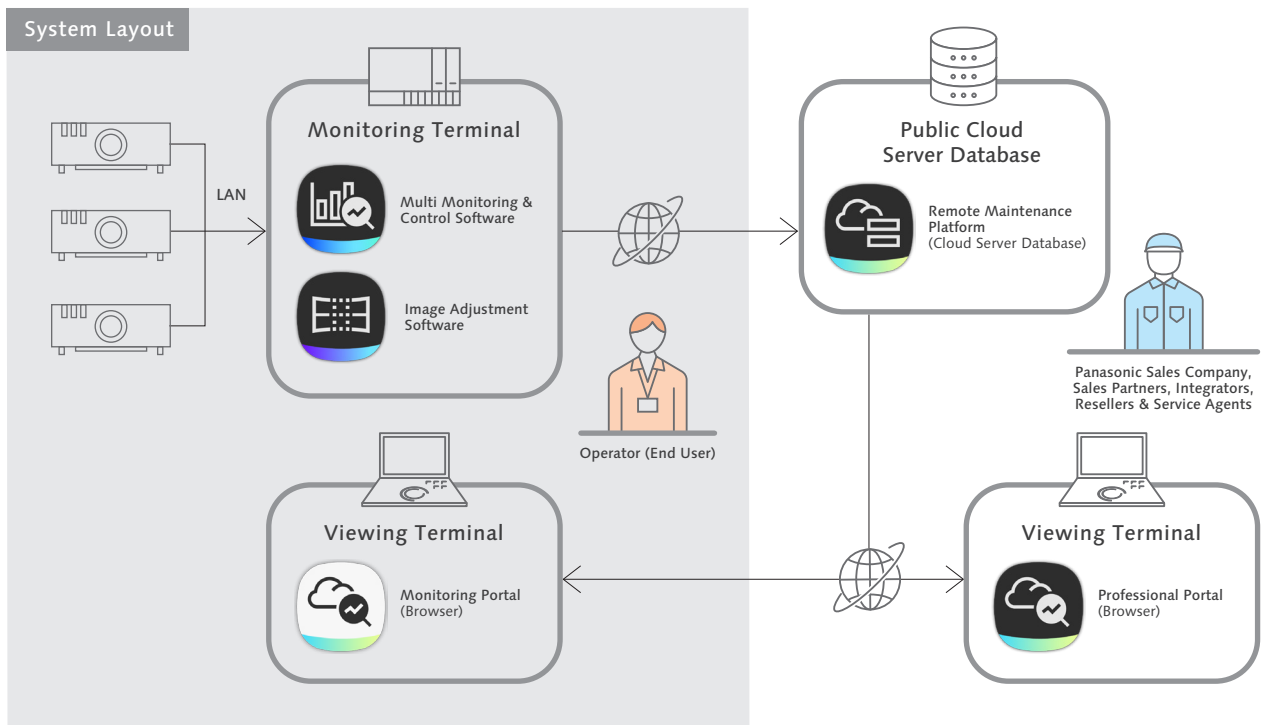 System Layout
LAN
Monitoring Terminal
Multi Monitoring &
Control Software
Image Adjustment
Software
Public Cloud
Server Database
Remote Maintenance
Platform
(Cloud Server Database)
Operator (End User)
Panasonic Sales Company,
Sales Partners, Integrators,
Resellers & Service Agents
Viewing Terminal
Monitoring Portal
(Browser)
Viewing Terminal
Professional Portal
(Browser)